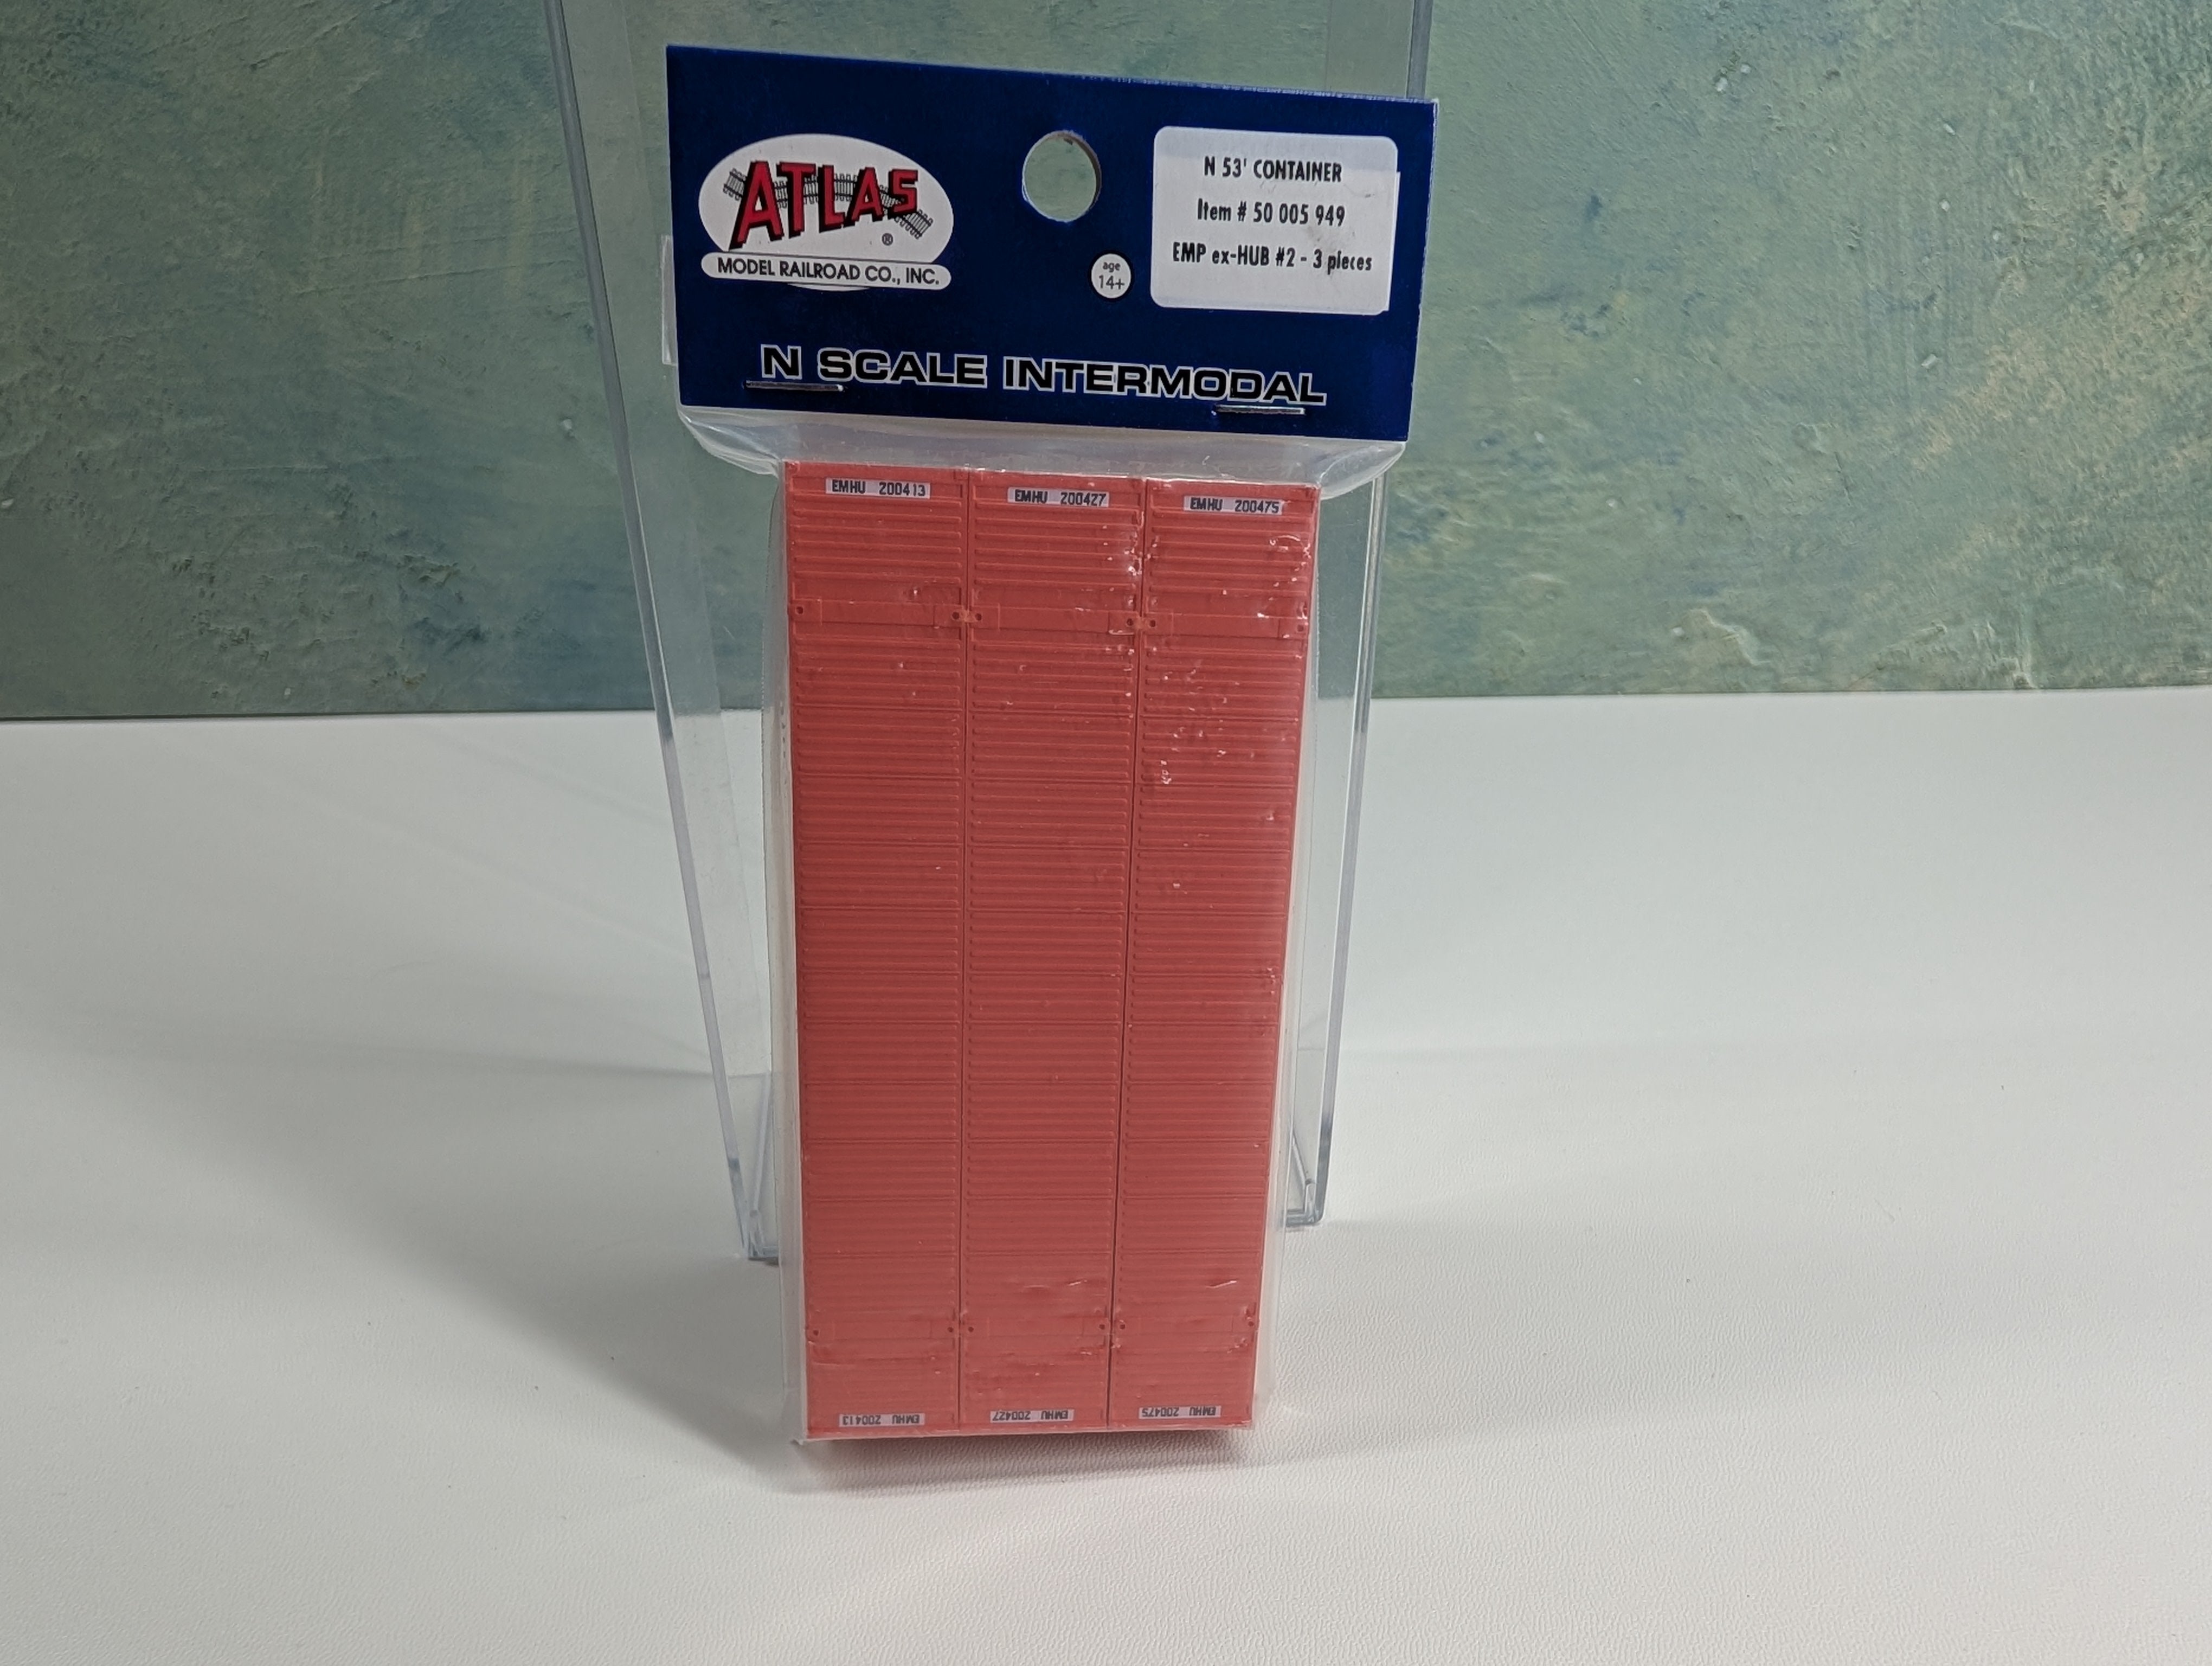 ATLAS
®
MODEL RAILROAD CO., INC.
age
14+
N 53' CONTAINER
Item # 50 005 949
EMP ex-HUB #2 - 3 pieces
N SCALE INTERMODAL
EMHU 200413
EMHU 200427
EMHU 200475
EMHU 200413
EMHU 200427
EMHU 200475